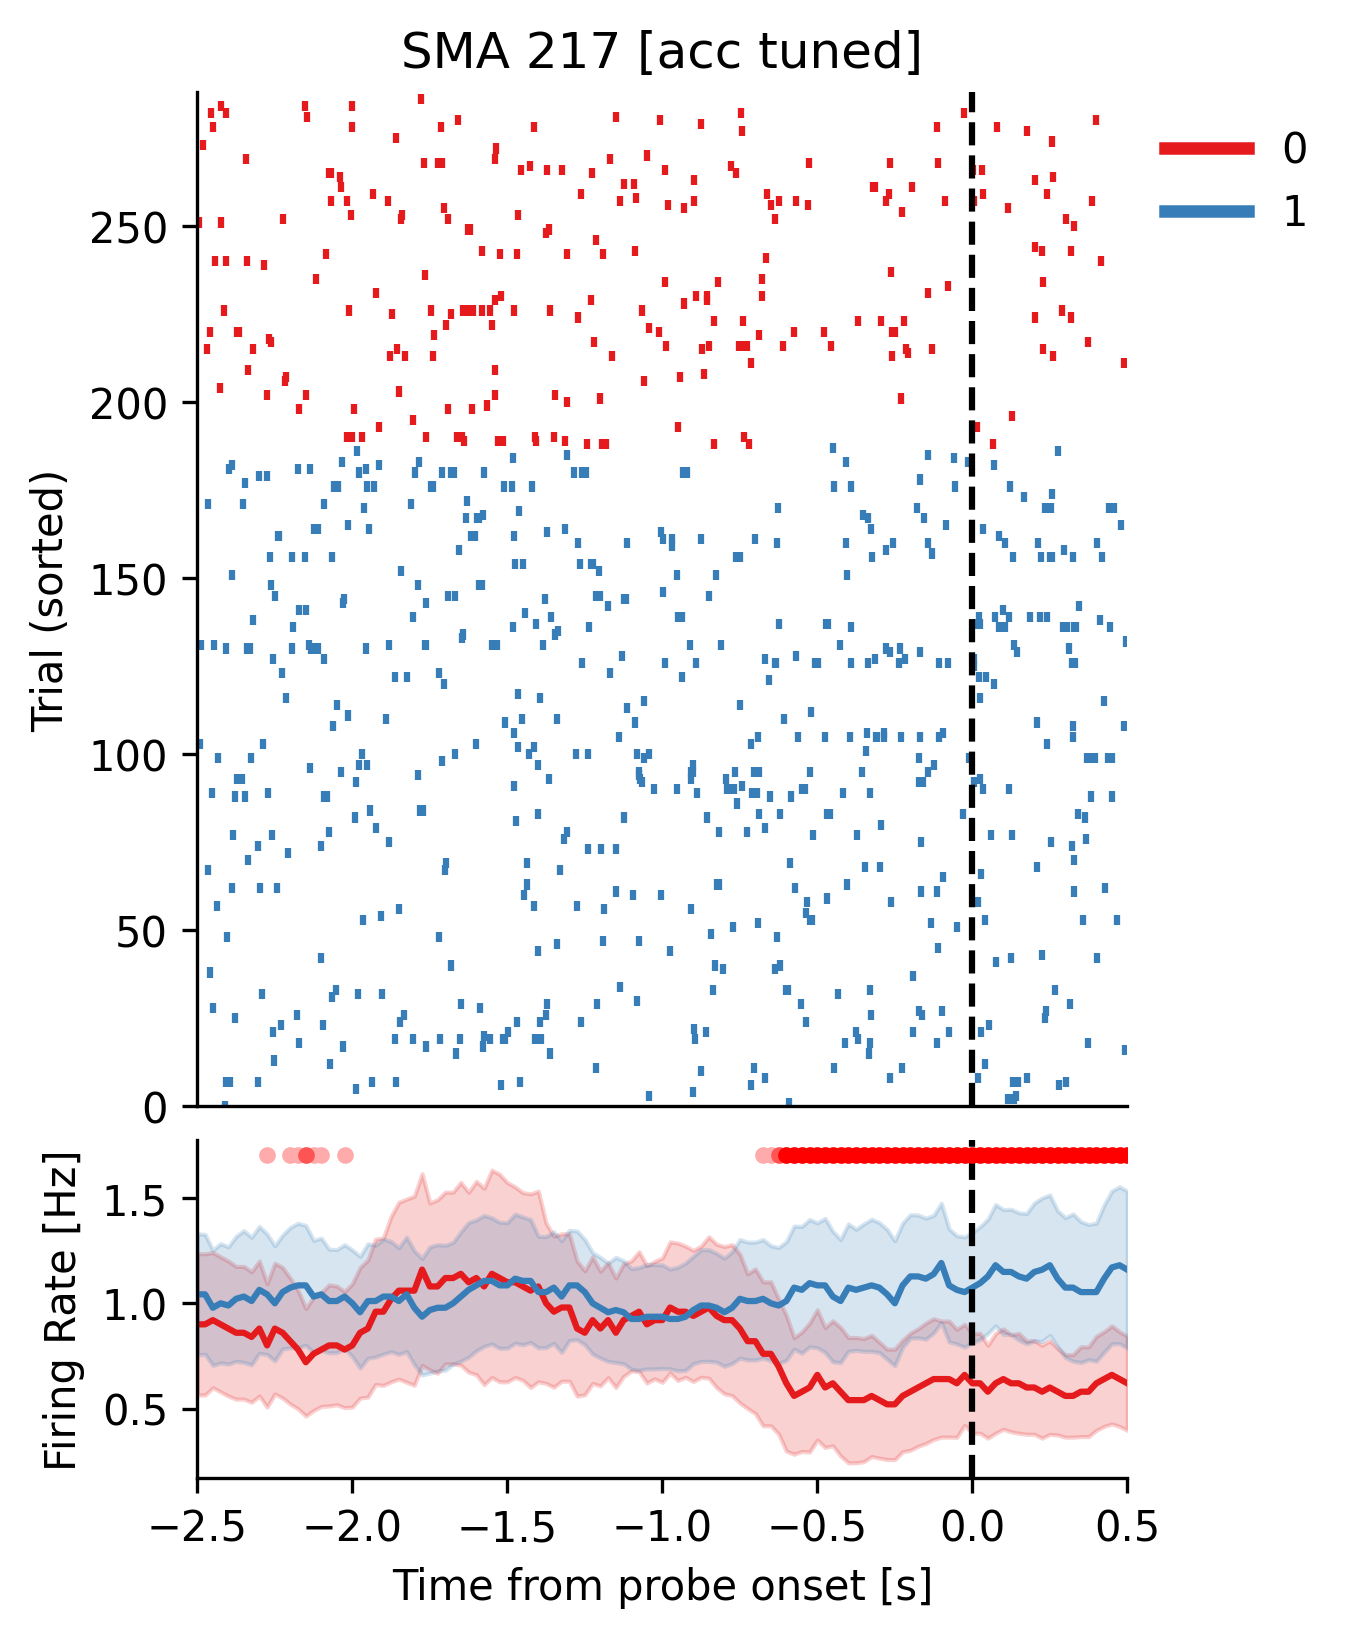 SMA 217 [acc tuned]
0
1
250
200
150
100
50
0
Trial (sorted)
1.5
1.0
0.5
Firing Rate [Hz]
−2.5 −2.0 −1.5 −1.0 −0.5 0.0 0.5
Time from probe onset [s]